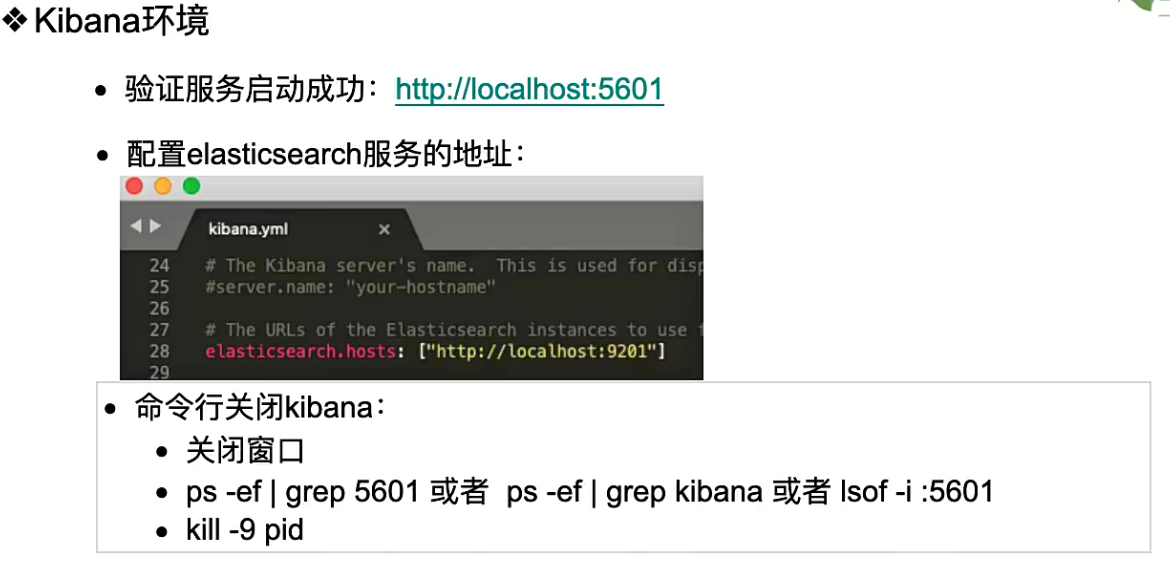 ❖ Kibana环境
• 验证服务启动成功：http://localhost:5601
• 配置elasticsearch服务的地址：
kibana.yml ×
24 # The Kibana server's name.  This is used for disp
25 #server.name: "your-hostname"
26
27 # The URLs of the Elasticsearch instances to use
28 elasticsearch.hosts: ["http://localhost:9201"]
29
• 命令行关闭kibana：
• 关闭窗口
• ps -ef | grep 5601 或者  ps -ef | grep kibana 或者 lsof -i :5601
• kill -9 pid